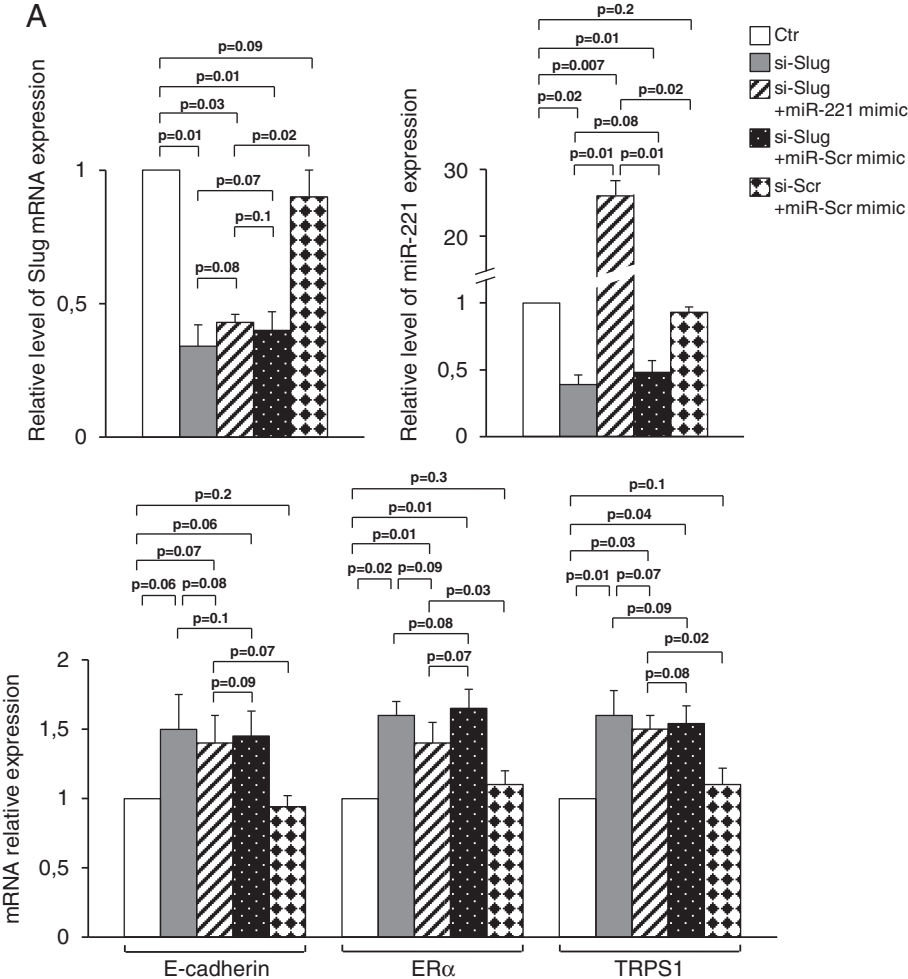 A
p=0.09
p=0.01
p=0.03
p=0.01
p=0.02
p=0.07
p=0.1
p=0.08
Relative level of Slug mRNA expression
1
0,5
0
p=0.2
p=0.01
p=0.007
p=0.02
p=0.02
p=0.08
p=0.01
p=0.01
Relative level of miR-221 expression
30
20
1
0,5
0
Ctr
si-Slug
si-Slug
+miR-221 mimic
si-Slug
+miR-Scr mimic
si-Scr
+miR-Scr mimic
mRNA relative expression
2
1,5
1
0,5
0
p=0.2
p=0.06
p=0.07
p=0.06
p=0.08
p=0.1
p=0.07
p=0.09
E-cadherin
p=0.3
p=0.01
p=0.01
p=0.02
p=0.09
p=0.03
p=0.08
p=0.07
ERα
p=0.1
p=0.04
p=0.03
p=0.01
p=0.07
p=0.09
p=0.02
p=0.08
TRPS1